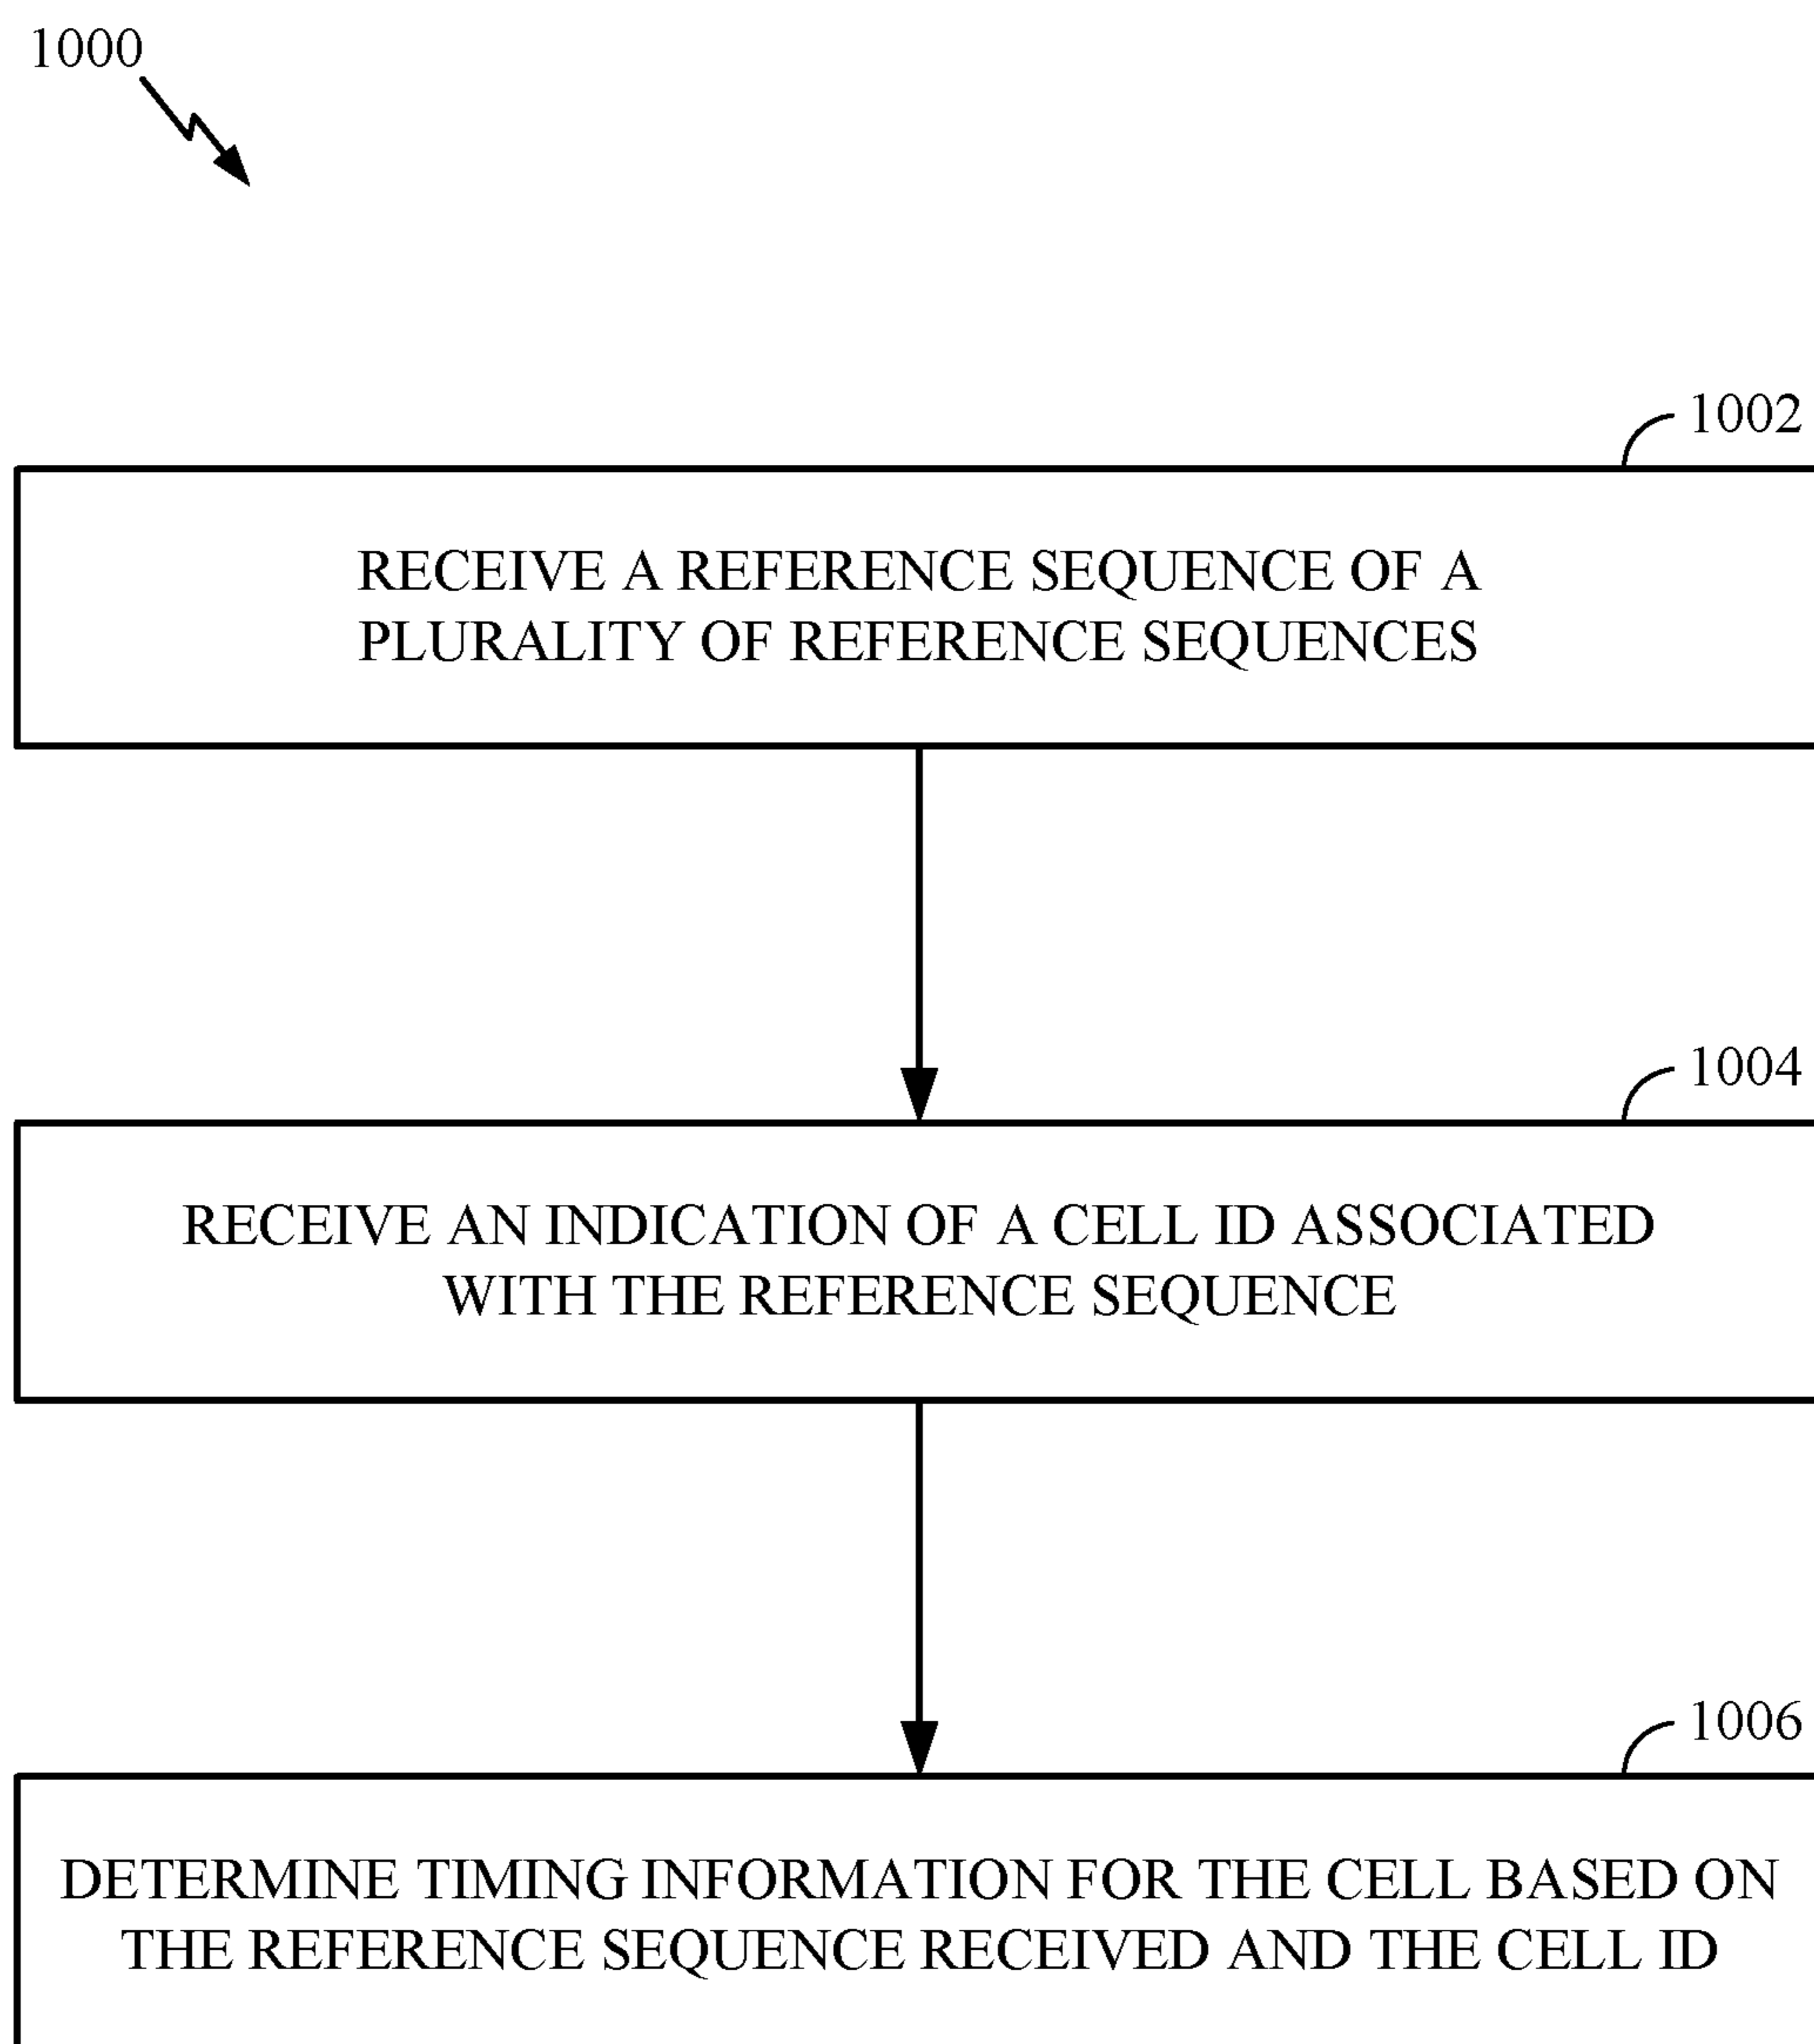 1000
1002
RECEIVE A REFERENCE SEQUENCE OF A
PLURALITY OF REFERENCE SEQUENCES
1004
RECEIVE AN INDICATION OF A CELL ID ASSOCIATED
WITH THE REFERENCE SEQUENCE
1006
DETERMINE TIMING INFORMATION FOR THE CELL BASED ON
THE REFERENCE SEQUENCE RECEIVED AND THE CELL ID